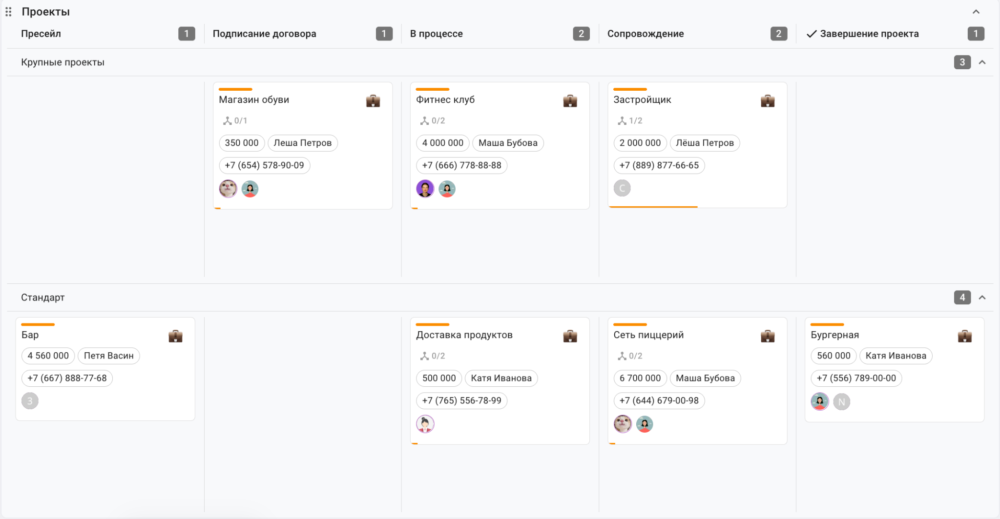 Проекты
Пресейл 1
Подписание договора 1
В процессе 2
Сопровождение 2
Завершение проекта 1
Крупные проекты 3
Магазин обуви
0/1
350 000 Леша Петров
+7 (654) 578-90-09
Фитнес клуб
0/2
4 000 000 Маша Бубова
+7 (666) 778-88-88
Застройщик
1/2
2 000 000 Лёша Петров
+7 (889) 877-66-65
С
Стандарт 4
Бар
4 560 000 Петя Васин
+7 (667) 888-77-68
3
Доставка продуктов
0/2
500 000 Катя Иванова
+7 (765) 556-78-99
Сеть пиццерий
0/2
6 700 000 Маша Бубова
+7 (644) 679-00-98
Бургерная
560 000 Катя Иванова
+7 (556) 789-00-00
N